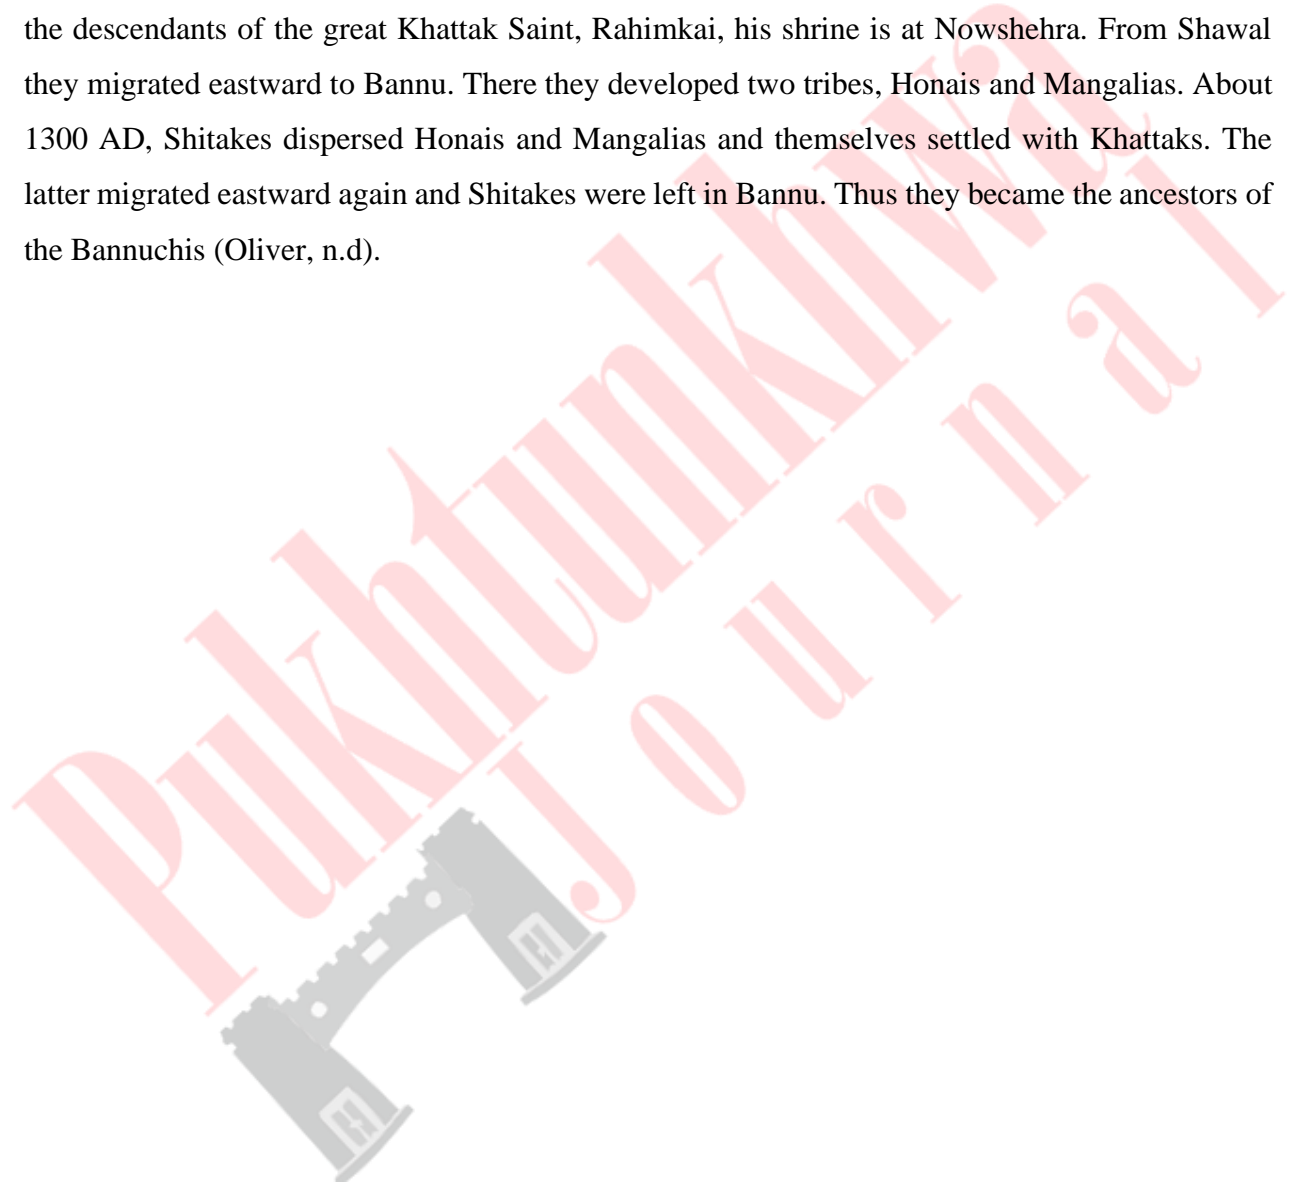 the descendants of the great Khattak Saint, Rahimkai, his shrine is at Nowshehra. From Shawal
they migrated eastward to Bannu. There they developed two tribes, Honais and Mangalias. About
1300 AD, Shitakes dispersed Honais and Mangalias and themselves settled with Khattaks. The
latter migrated eastward again and Shitakes were left in Bannu. Thus they became the ancestors of
the Bannuchis (Oliver, n.d).
Pukhtunkhwa
Journal